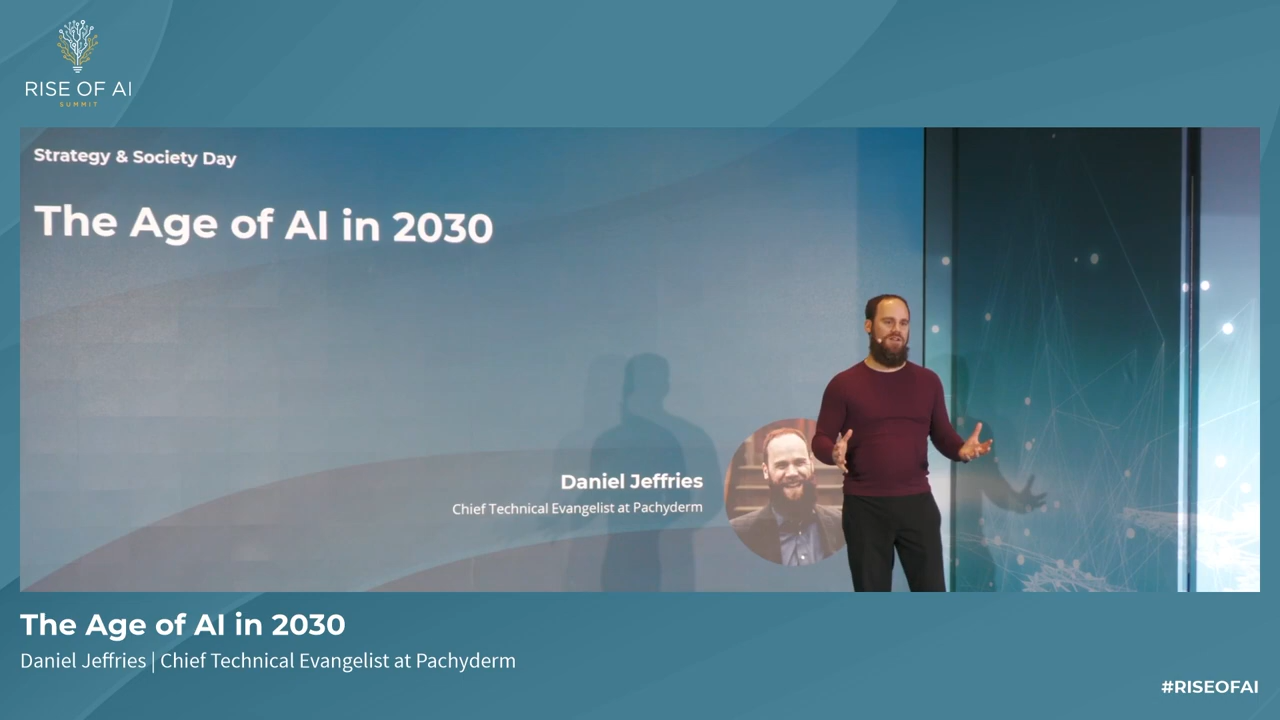 RISE OF AI
SUMMIT
Strategy & Society Day
The Age of AI in 2030
Daniel Jeffries
Chief Technical Evangelist at Pachyderm
The Age of AI in 2030
Daniel Jeffries | Chief Technical Evangelist at Pachyderm
#RISEOFAI